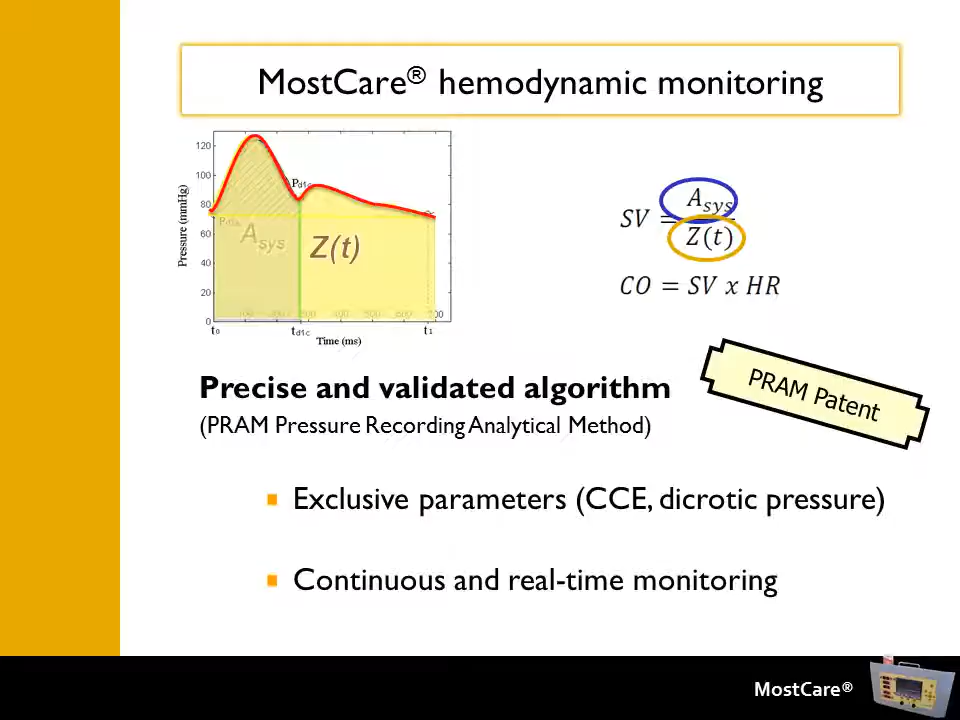 MostCare® hemodynamic monitoring
120
100
80
60
40
20
0
Pressure (mmHg)
Pd1c
Asys
Z(t)
t0
td1c
t1
Time (ms)
SV = Asys / Z(t)
CO = SV x HR
Precise and validated algorithm
(PRAM Pressure Recording Analytical Method)
PRAM Patent
Exclusive parameters (CCE, dicrotic pressure)
Continuous and real-time monitoring
MostCare®